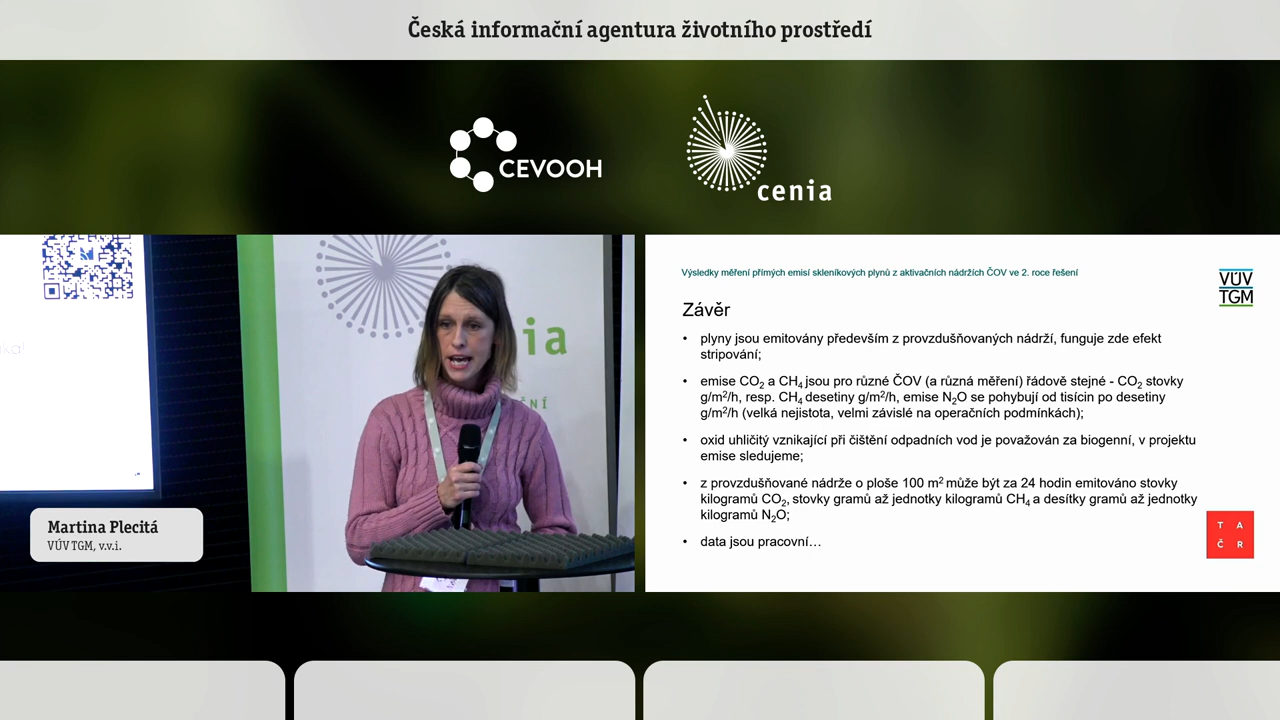 Česká informační agentura životního prostředí
CEVOOH
cenia
ia
ČNÍ
Martina Plecitá
VÚV TGM, v.v.i.
Výsledky měření přímých emisí skleníkových plynů z aktivačních nádržích ČOV ve 2. roce řešení
VÚV
TGM
Závěr
• plyny jsou emitovány především z provzdušňovaných nádrží, funguje zde efekt
stripování;
• emise CO₂ a CH₄ jsou pro různé ČOV (a různá měření) řádově stejné - CO₂ stovky
g/m²/h, resp. CH₄ desetiny g/m²/h, emise N₂O se pohybují od tisícin po desetiny
g/m²/h (velká nejistota, velmi závislé na operačních podmínkách);
• oxid uhličitý vznikající při čištění odpadních vod je považován za biogenní, v projektu
emise sledujeme;
• z provzdušňované nádrže o ploše 100 m² může být za 24 hodin emitováno stovky
kilogramů CO₂, stovky gramů až jednotky kilogramů CH₄ a desítky gramů až jednotky
kilogramů N₂O;
• data jsou pracovní…
T A
Č R